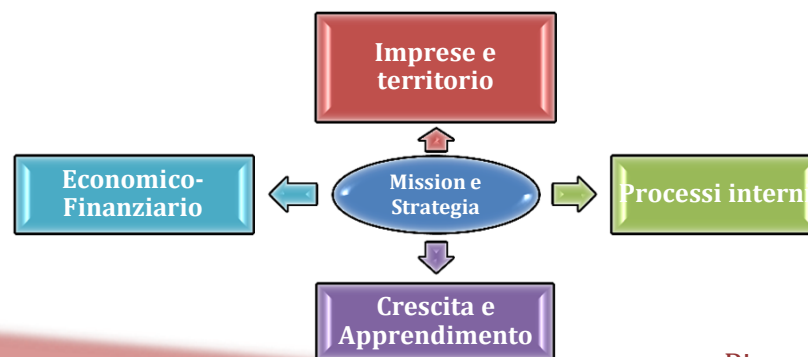 Imprese e
territorio
Economico-
Finanziario
Mission e
Strategia
Processi intern
Crescita e
Apprendimento